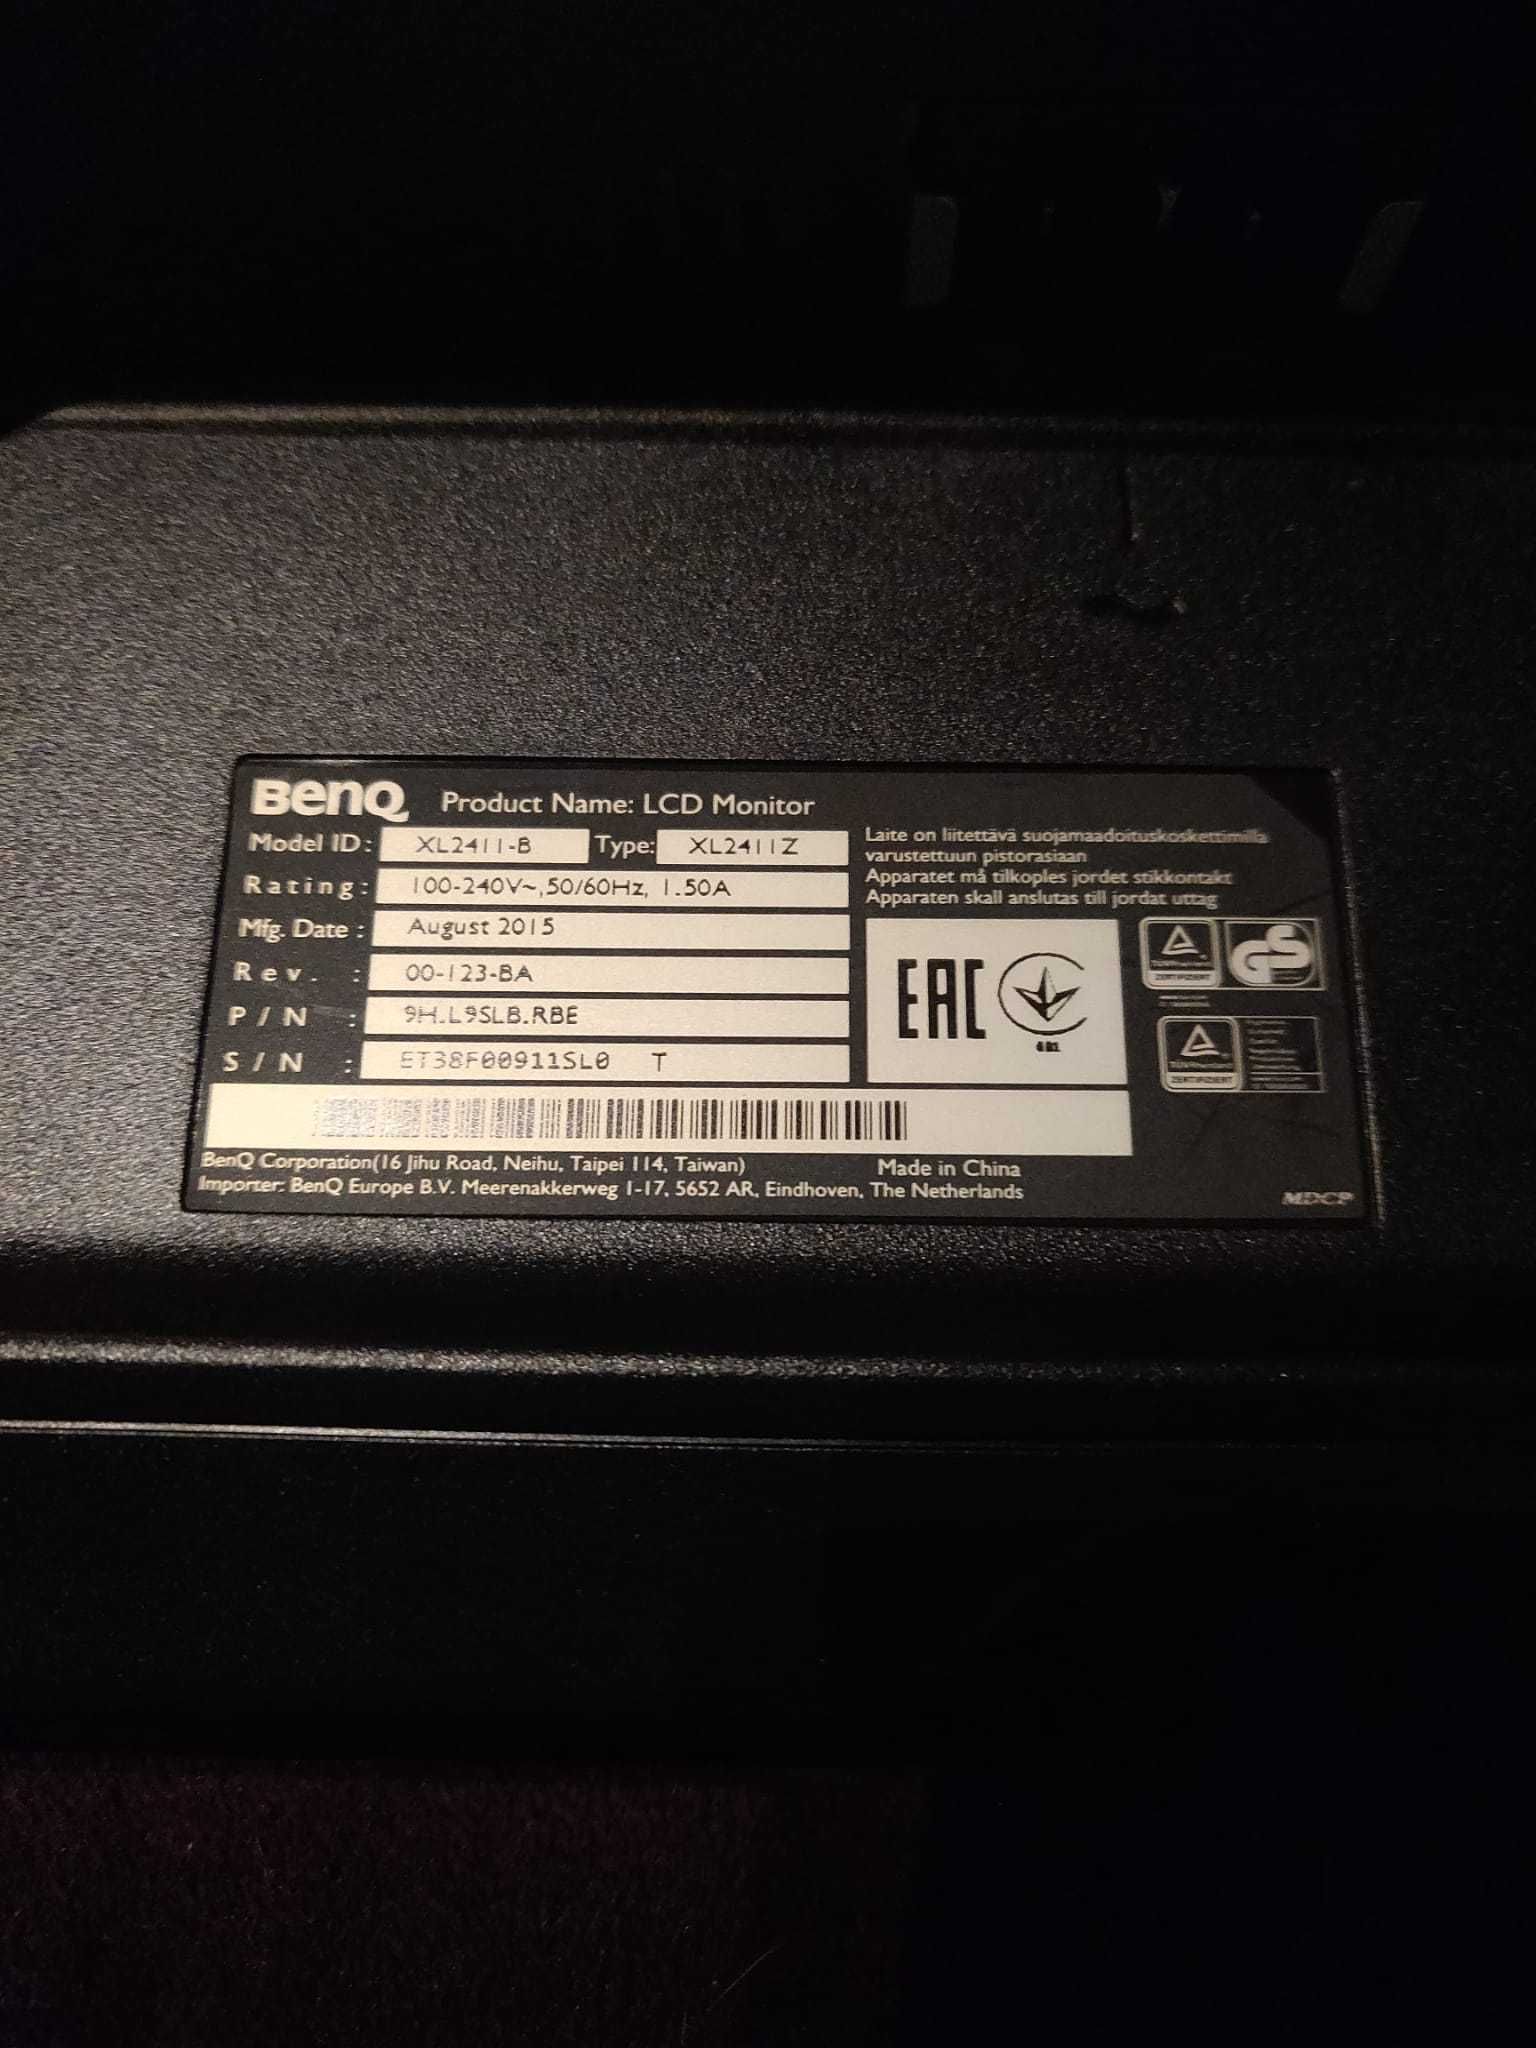 BenQ Product Name: LCD Monitor
Model ID: XL2411-B Type: XL2411Z
Rating: 100-240V~,50/60Hz, 1.50A
Mfg. Date : August 2015
Rev. : 00-123-BA
P/N : 9H.L9SLB.RBE
S/N : ET38F00911SL0 T
Laite on liitettävä suojamaadoituskoskettimilla
varustettuun pistorasiaan
Apparatet må tilkoples jordet stikkontakt
Apparaten skall anslutas till jordat uttag
EAC
ZERTIFIZIERT
GS
ZERTIFIZIERT
BenQ Corporation(16 Jihu Road, Neihu, Taipei 114, Taiwan) Made in China
Importer: BenQ Europe B.V. Meerenakkerweg 1-17, 5652 AR, Eindhoven, The Netherlands
MDCP